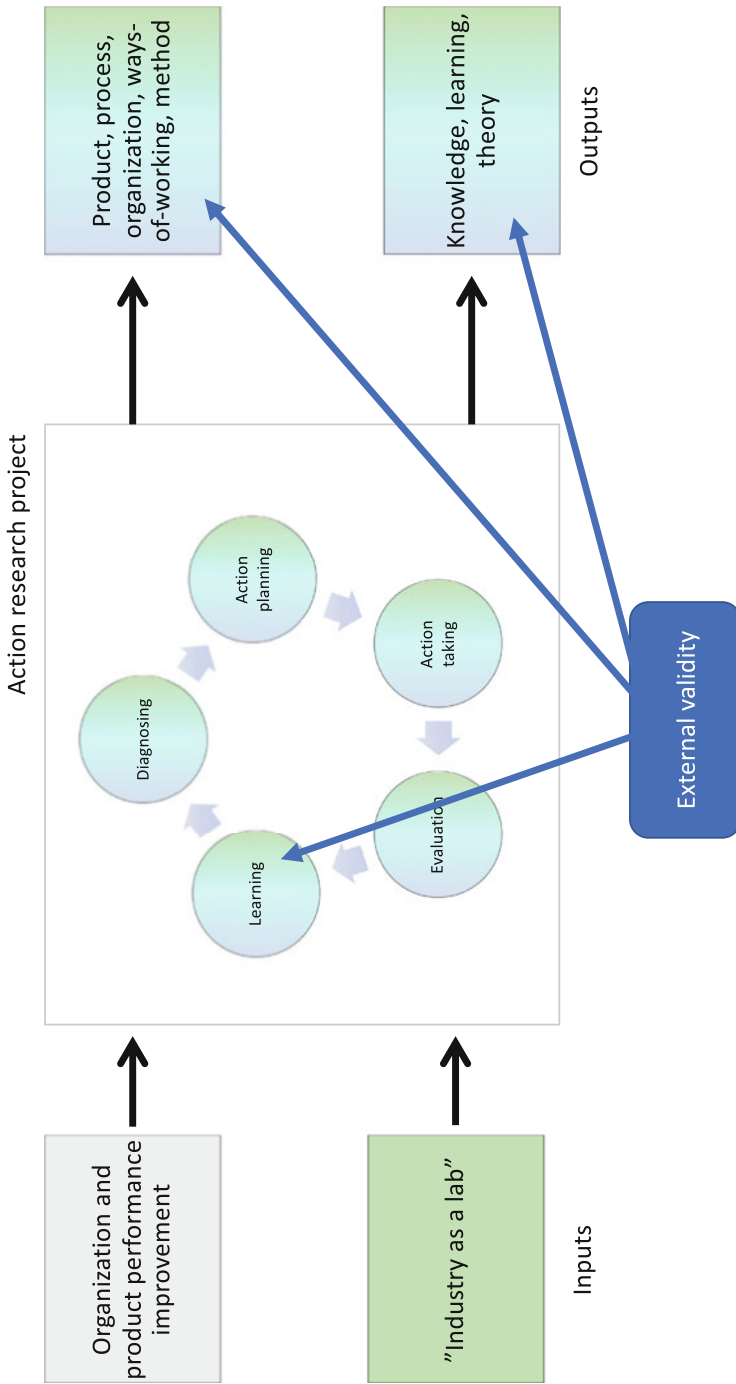 Action research project
Organization and
product performance
improvement
"Industry as a lab"
Inputs
Diagnosing
Action
planning
Action
taking
Evaluation
Learning
Product, process,
organization, ways-
of-working, method
Knowledge, learning,
theory
Outputs
External validity